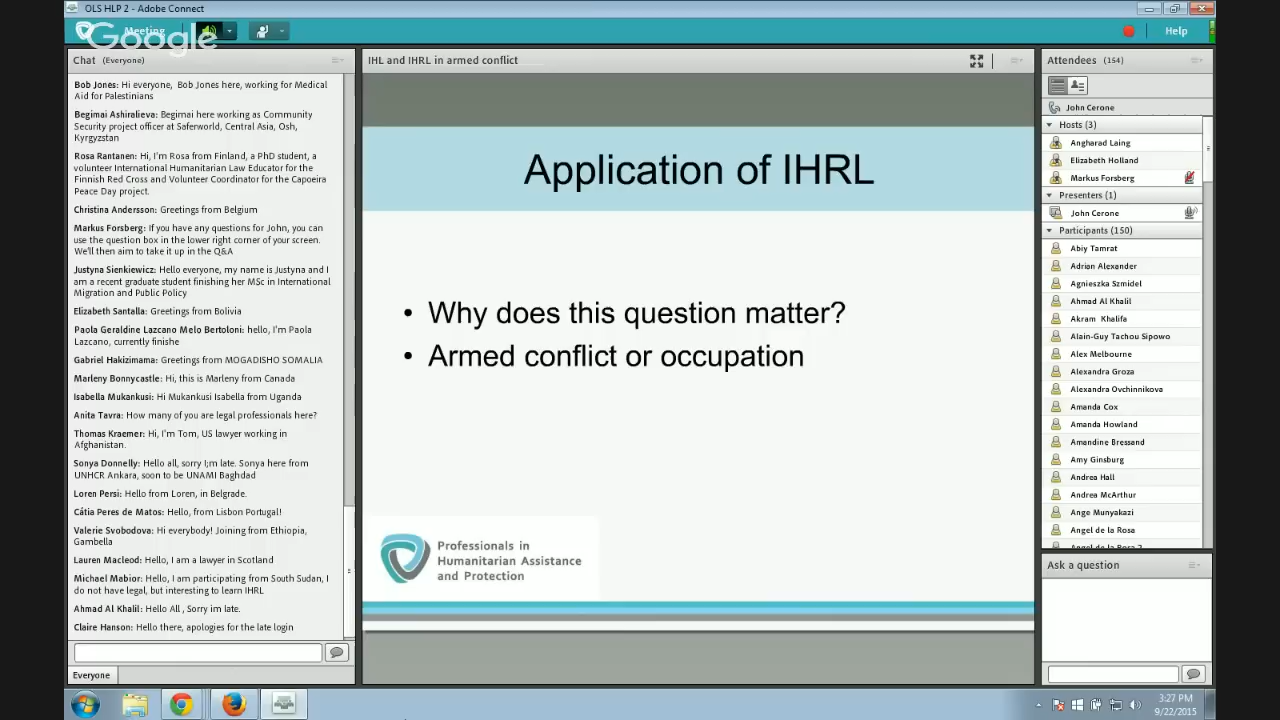 OLS HLP 2 - Adobe Connect
Meeting
Google
Help
Chat (Everyone)
Bob Jones: Hi everyone, Bob Jones here, working for Medical
Aid for Palestinians
Begimai Ashiralieva: Begimai here working as Community
Security project officer at Saferworld, Central Asia, Osh,
Kyrgyzstan
Rosa Rantanen: Hi, I'm Rosa from Finland, a PhD student, a
volunteer International Humanitarian Law Educator for the
Finnish Red Cross and Volunteer Coordinator for the Capoeira
Peace Day project.
Christina Andersson: Greetings from Belgium
Markus Forsberg: If you have any questions for John, you can
use the question box in the lower right corner of your screen.
We'll then aim to take it up in the Q&A
Justyna Sienkiewicz: Hello everyone, my name is Justyna and I
am a recent graduate student finishing her MSc in International
Migration and Public Policy
Elizabeth Santalla: Greetings from Bolivia
Paola Geraldine Lazcano Melo Bertoloni: hello, I'm Paola
Lazcano, currently finishe
Gabriel Hakizimama: Greetings from MOGADISHO SOMALIA
Marleny Bonnycastle: Hi, this is Marleny from Canada
Isabella Mukankusi: Hi Mukankusi Isabella from Uganda
Anita Tavra: How many of you are legal professionals here?
Thomas Kraemer: Hi, I'm Tom, US lawyer working in
Afghanistan.
Sonya Donnelly: Hello all, sorry I;m late. Sonya here from
UNHCR Ankara, soon to be UNAMI Baghdad
Loren Persi: Hello from Loren, in Belgrade.
Cátia Peres de Matos: Hello, from Lisbon Portugal!
Valerie Svobodova: Hi everybody! Joining from Ethiopia,
Gambella
Lauren Macleod: Hello, I am a lawyer in Scotland
Michael Mabior: Hello, I am participating from South Sudan, I
do not have legal, but interesting to learn IHRL
Ahmad Al Khalil: Hello All , Sorry im late.
Claire Hanson: Hello there, apologies for the late login
Everyone
IHL and IHRL in armed conflict
Application of IHRL
• Why does this question matter?
• Armed conflict or occupation
Professionals in
Humanitarian Assistance
and Protection
Attendees (154)
John Cerone
Hosts (3)
Angharad Laing
Elizabeth Holland
Markus Forsberg
Presenters (1)
John Cerone
Participants (150)
Abiy Tamrat
Adrian Alexander
Agnieszka Szmidel
Ahmad Al Khalil
Akram Khalifa
Alain-Guy Tachou Sipowo
Alex Melbourne
Alexandra Groza
Alexandra Ovchinnikova
Amanda Cox
Amanda Howland
Amandine Bressand
Amy Ginsburg
Andrea Hall
Andrea McArthur
Ange Munyakazi
Angel de la Rosa
Angel de la Rosa 2
Ask a question
3:27 PM
9/22/2015